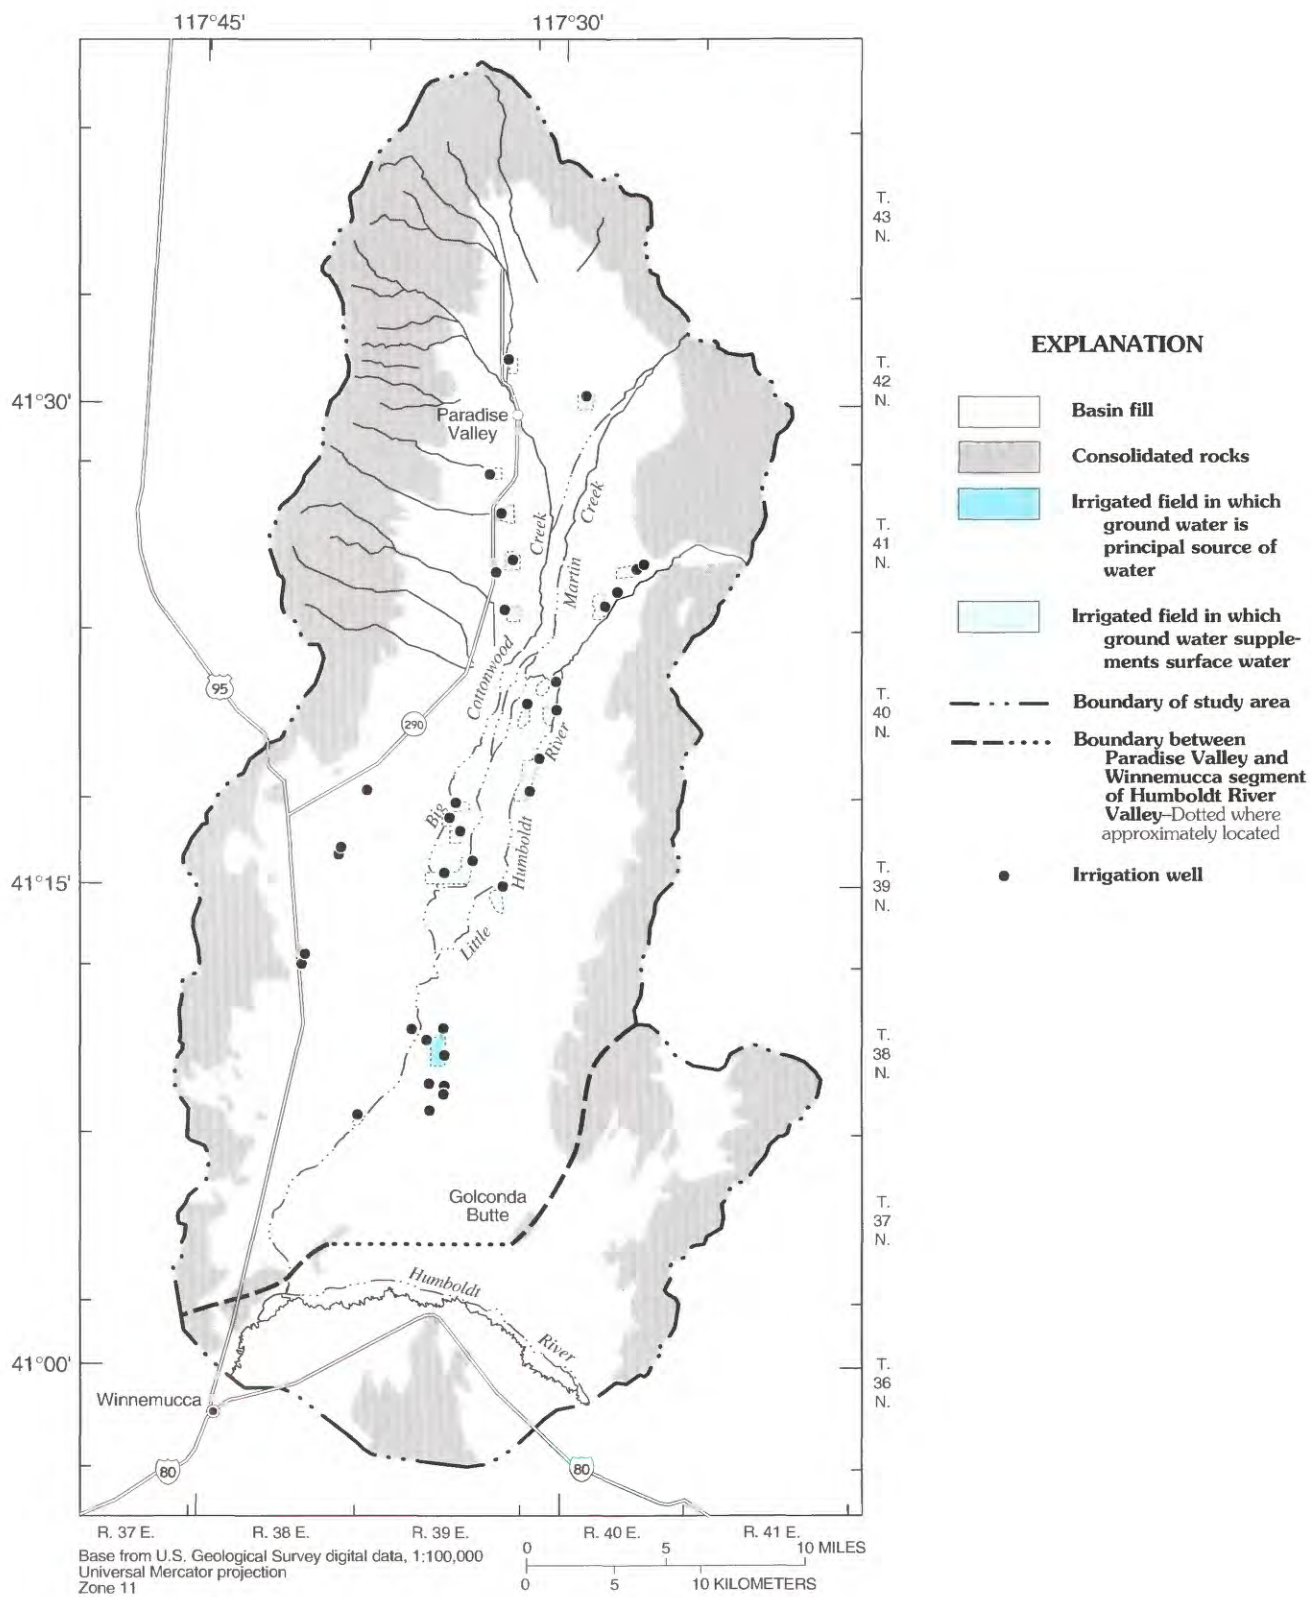 117°45'
117°30'
T.
43
N.
T.
42
N.
41°30'
Paradise
Valley
T.
41
N.
Creek
Creek
Martin
Cottonwood
95
290
T.
40
N.
River
Big
Humboldt
41°15'
T.
39
N.
Little
T.
38
N.
Golconda
Butte
T.
37
N.
Humboldt
River
41°00'
T.
36
N.
Winnemucca
80
80
R. 37 E.
R. 38 E.
R. 39 E.
R. 40 E.
R. 41 E.
Base from U.S. Geological Survey digital data, 1:100,000
Universal Mercator projection
Zone 11
0 5 10 MILES
0 5 10 KILOMETERS
EXPLANATION
Basin fill
Consolidated rocks
Irrigated field in which
ground water is
principal source of
water
Irrigated field in which
ground water supple-
ments surface water
Boundary of study area
Boundary between
Paradise Valley and
Winnemucca segment
of Humboldt River
Valley–Dotted where
approximately located
Irrigation well